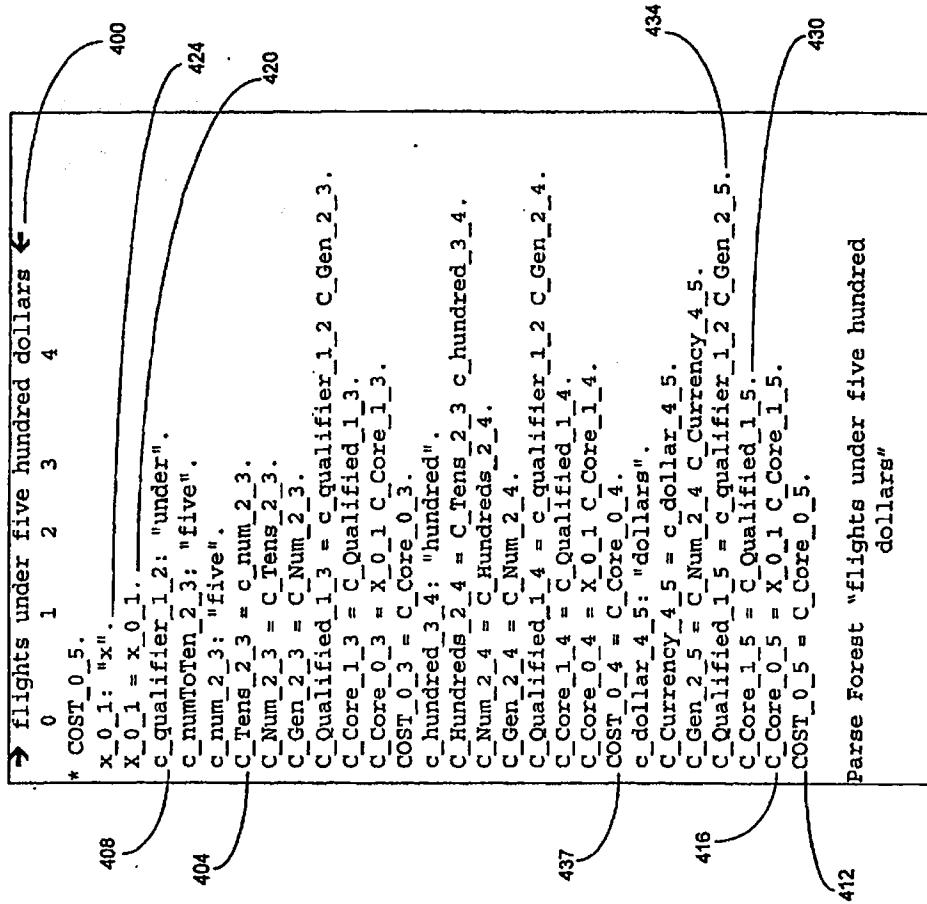 → flights under five hundred dollars ←
0 1 2 3 4
* COST_0_5.
x_0_1: "x".
X_0_1 = x_0_1.
c_qualifier_1_2: "under".
c_numToTen_2_3: "five".
c_num_2_3: "five".
C_Tens_2_3 = c_num_2_3.
C_Num_2_3 = C_Tens_2_3.
C_Gen_2_3 = C_Num_2_3.
C_Qualified_1_3 = c_qualifier_1_2 C_Gen_2_3.
C_Core_1_3 = C_Qualified_1_3.
C_Core_0_3 = X_0_1 C_Core_1_3.
COST_0_3 = C_Core_0_3.
c_hundred_3_4: "hundred".
C_Hundreds_2_4 = C_Tens_2_3 c_hundred_3_4.
C_Num_2_4 = C_Hundreds_2_4.
C_Gen_2_4 = C_Num_2_4.
C_Qualified_1_4 = c_qualifier_1_2 C_Gen_2_4.
C_Core_1_4 = C_Qualified_1_4.
C_Core_0_4 = X_0_1 C_Core_1_4.
COST_0_4 = C_Core_0_4.
c_dollar_4_5: "dollars".
C_Currency_4_5 = c_dollar_4_5.
C_Gen_2_5 = C_Num_2_4 C_Currency_4_5.
C_Qualified_1_5 = c_qualifier_1_2 C_Gen_2_5.
C_Core_1_5 = C_Qualified_1_5.
C_Core_0_5 = X_0_1 C_Core_1_5.
COST_0_5 = C_Core_0_5.
Parse Forest "flights under five hundred
dollars"
400
424
420
434
430
408
404
437
416
412